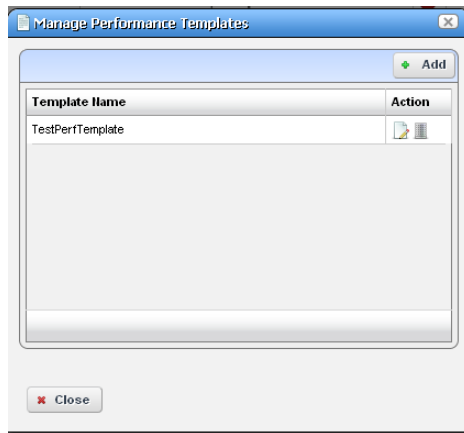 Manage Performance Templates
Add
Template Name Action
TestPerfTemplate
Close